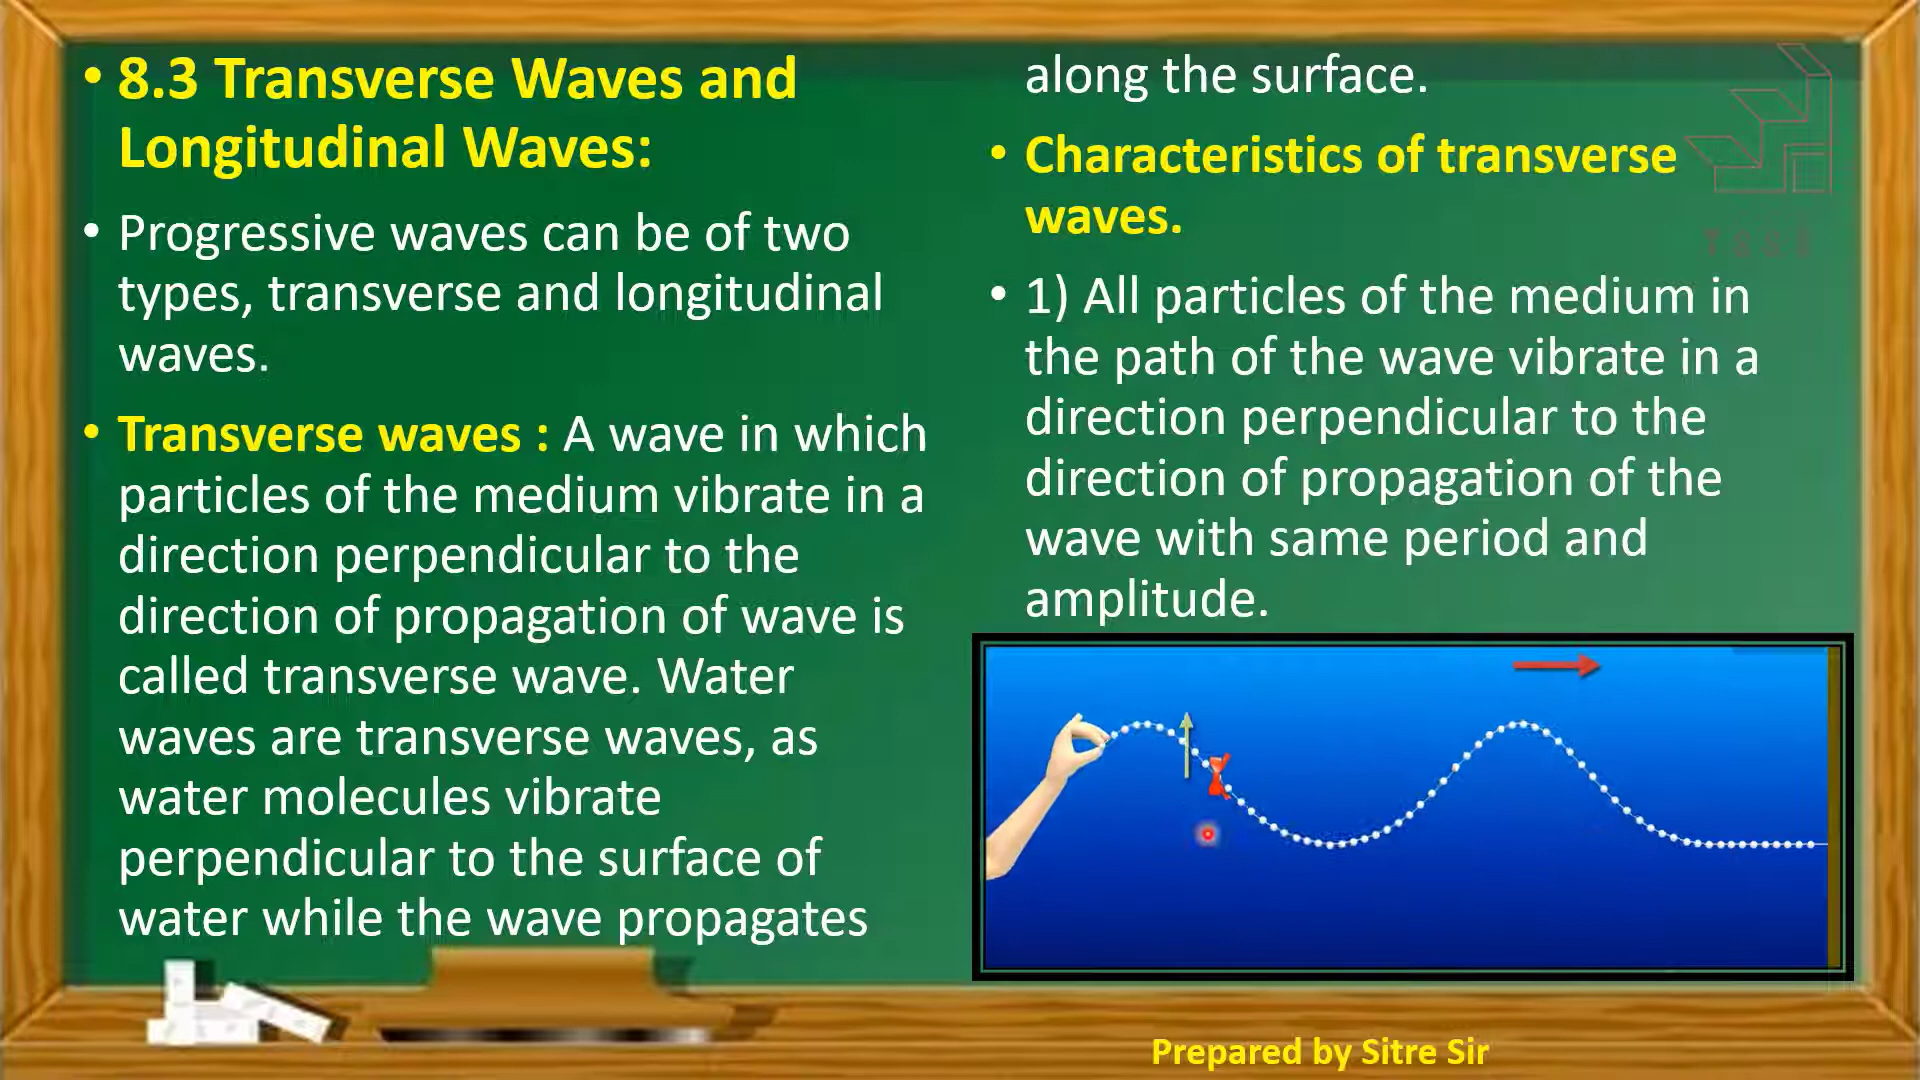 • 8.3 Transverse Waves and
Longitudinal Waves:
• Progressive waves can be of two
types, transverse and longitudinal
waves.
• Transverse waves : A wave in which
particles of the medium vibrate in a
direction perpendicular to the
direction of propagation of wave is
called transverse wave. Water
waves are transverse waves, as
water molecules vibrate
perpendicular to the surface of
water while the wave propagates
along the surface.
• Characteristics of transverse
waves.
• 1) All particles of the medium in
the path of the wave vibrate in a
direction perpendicular to the
direction of propagation of the
wave with same period and
amplitude.
Prepared by Sitre Sir